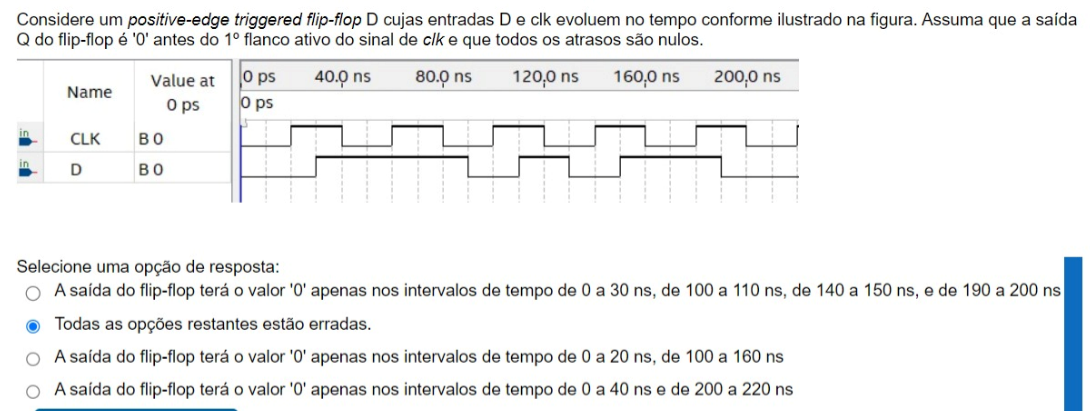 Considere um positive-edge triggered flip-flop D cujas entradas D e clk evoluem no tempo conforme ilustrado na figura. Assuma que a saída
Q do flip-flop é '0' antes do 1º flanco ativo do sinal de clk e que todos os atrasos são nulos.
Name
Value at
0 ps
0 ps 40.0 ns 80.0 ns 120,0 ns 160,0 ns 200,0 ns
0 ps
in CLK B 0
in D B 0
Selecione uma opção de resposta:
A saída do flip-flop terá o valor '0' apenas nos intervalos de tempo de 0 a 30 ns, de 100 a 110 ns, de 140 a 150 ns, e de 190 a 200 ns
Todas as opções restantes estão erradas.
A saída do flip-flop terá o valor '0' apenas nos intervalos de tempo de 0 a 20 ns, de 100 a 160 ns
A saída do flip-flop terá o valor '0' apenas nos intervalos de tempo de 0 a 40 ns e de 200 a 220 ns